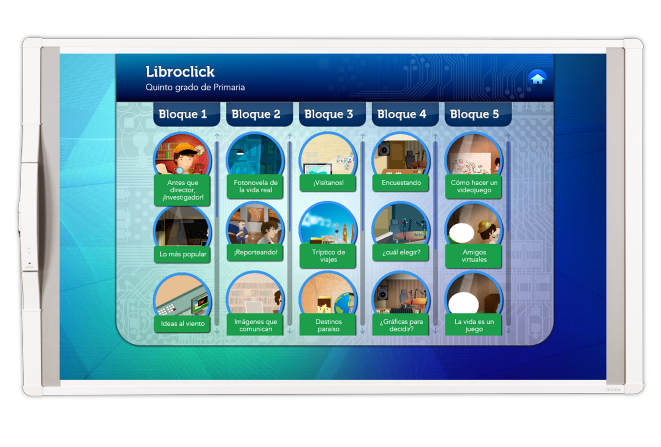 Libroclick
Quinto grado de Primaria
Bloque 1
Bloque 2
Bloque 3
Bloque 4
Bloque 5
Antes que
director,
¡Investigador!
Fotonovela de
la vida real
¡Visítanos!
Encuestando
Cómo hacer un
videojuego
Lo más popular
¡Reporteando!
Tríptico de
viajes
¿cuál elegir?
Amigos
virtuales
Ideas al viento
Imágenes que
comunican
Destinos
paraíso
¿Gráficas para
decidir?
La vida es un
juego